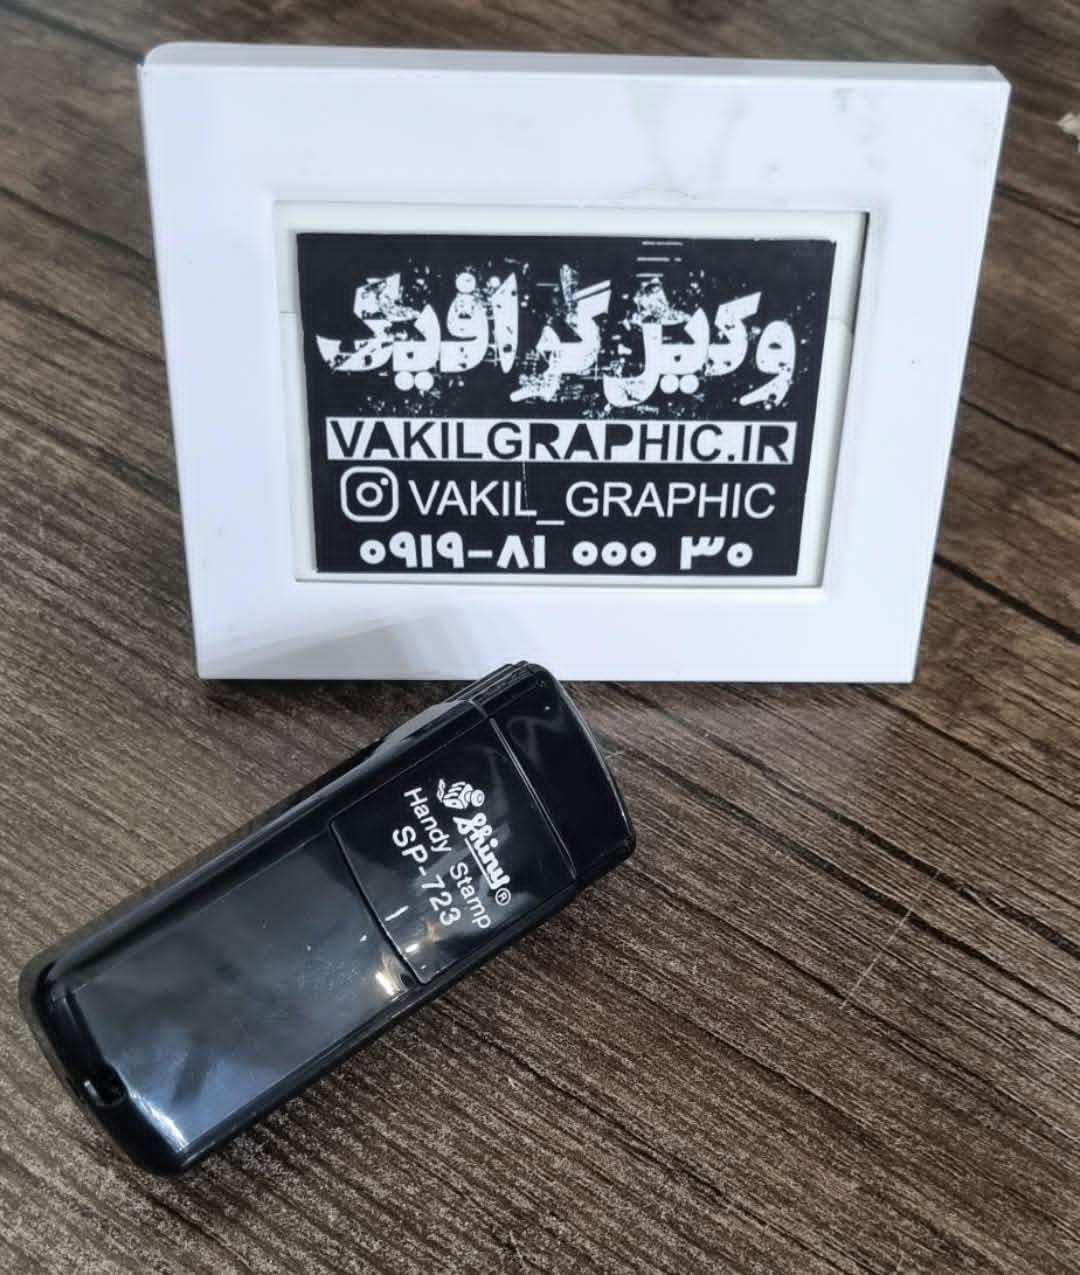 وکیل گرافیک
VAKILGRAPHIC.IR
VAKIL_GRAPHIC
۰۹۱۹-۸۱ ۰۰۰ ۳۰
Shiny®
Handy Stamp
SP-723